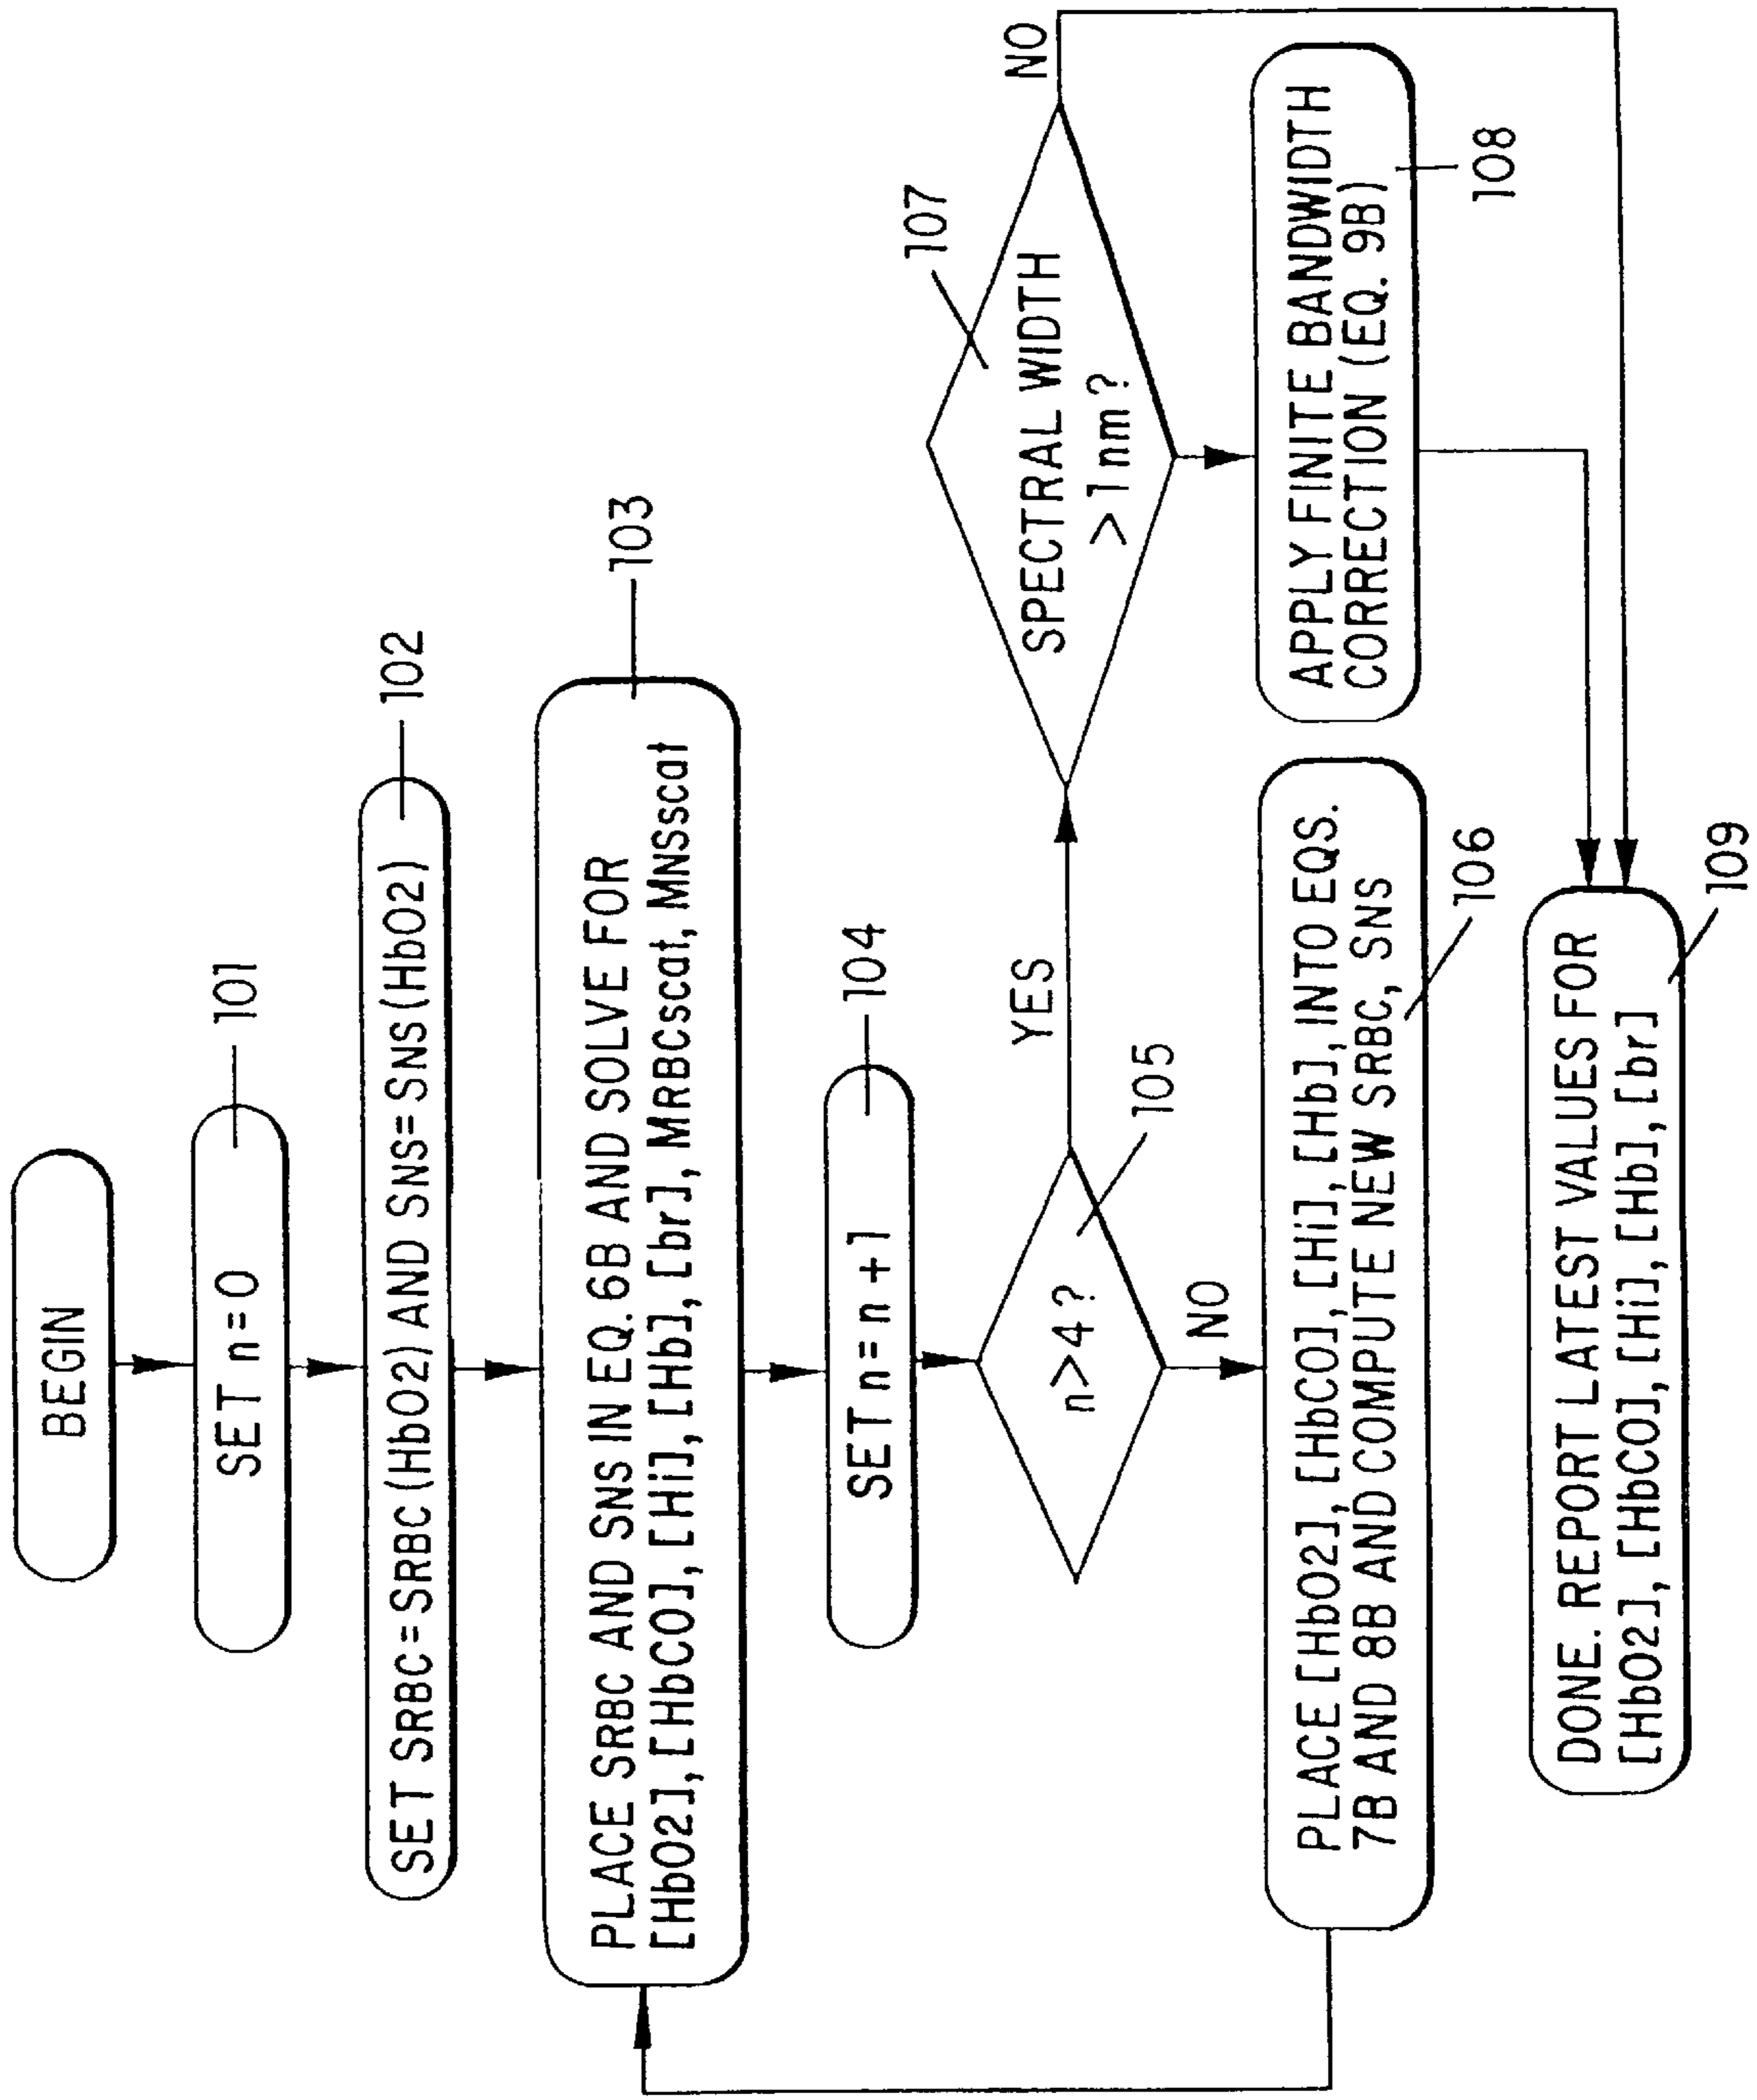 BEGIN
SET n=0
101
SET SRBC=SRBC (HbO2) AND SNS=SNS(HbO2)
102
PLACE SRBC AND SNS IN EQ. 6B AND SOLVE FOR
[HbO2],[HbCO],[Hi],[Hb],[br],MRBCscat,MNSscat
103
SET n=n+1
104
n>4?
105
YES
NO
PLACE [HbO2],[HbCO],[Hi],[Hb],INTO EQS.
7B AND 8B AND COMPUTE NEW SRBC, SNS
106
SPECTRAL WIDTH
>1nm?
107
NO
APPLY FINITE BANDWIDTH
CORRECTION (EQ. 9B)
108
DONE. REPORT LATEST VALUES FOR
[HbO2],[HbCO],[Hi],[Hb],[br]
109